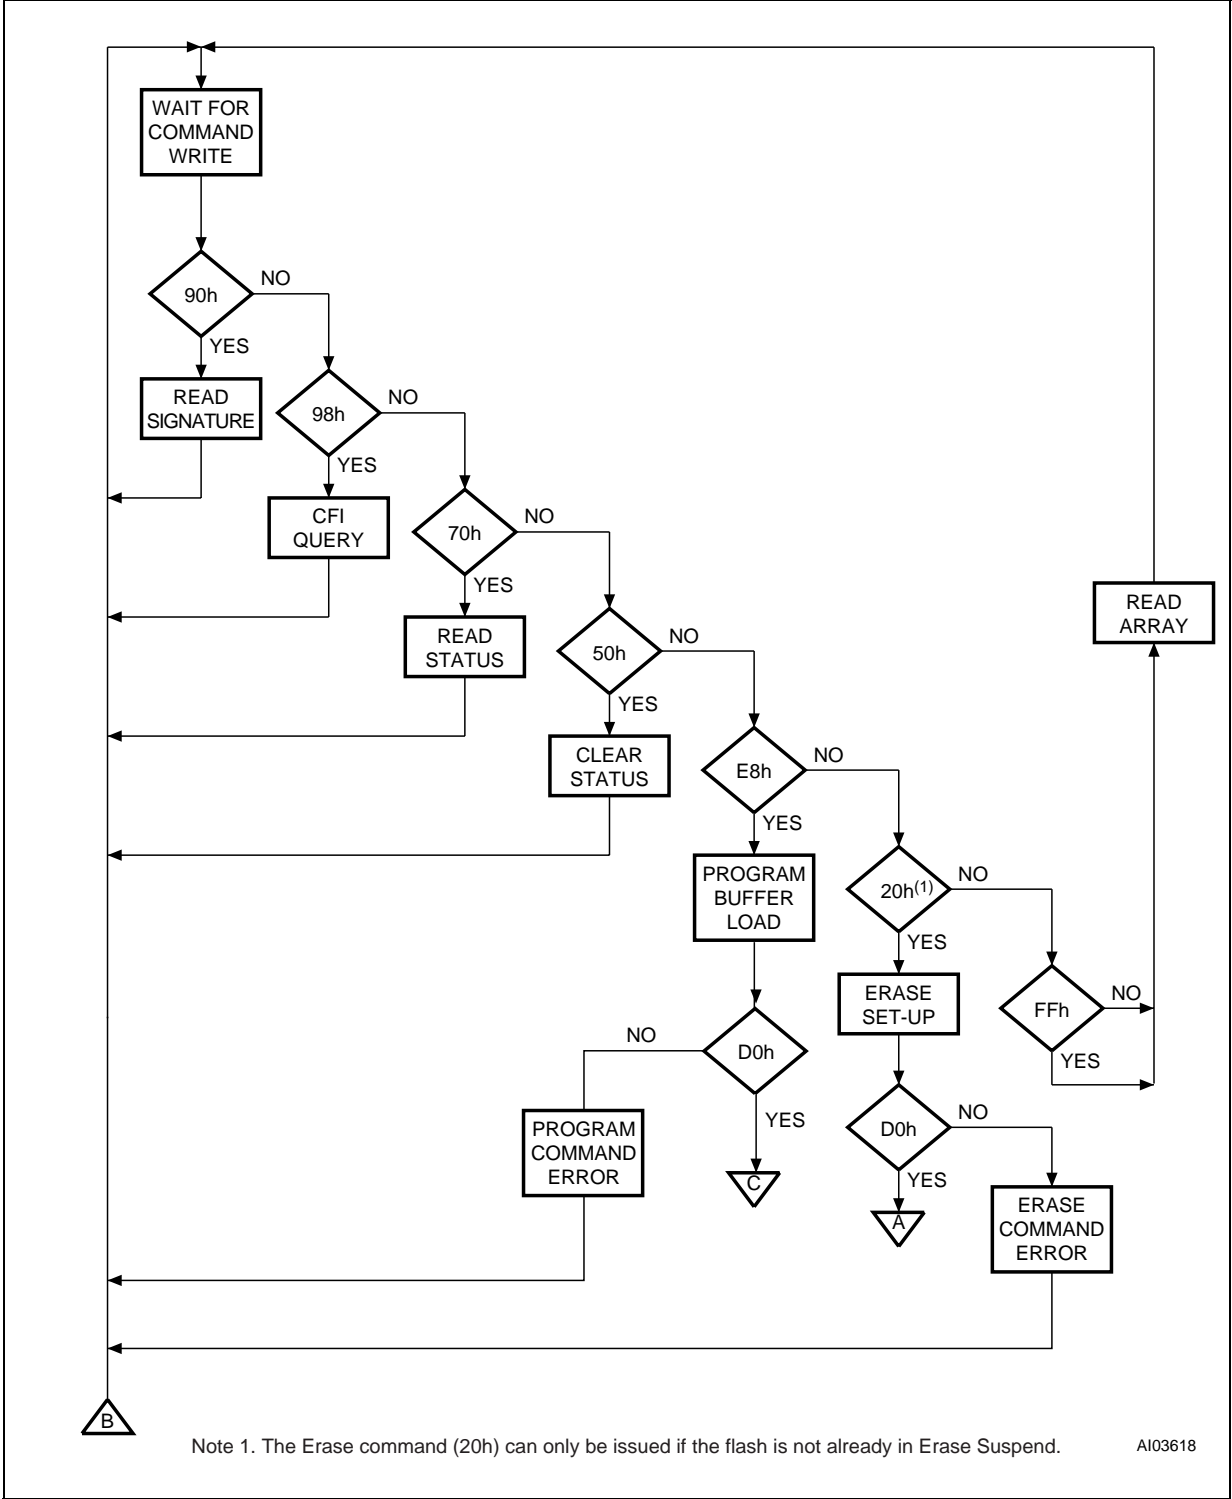 WAIT FOR
COMMAND
WRITE
90h
NO
YES
READ
SIGNATURE
98h
NO
YES
CFI
QUERY
70h
NO
YES
READ
STATUS
50h
NO
YES
CLEAR
STATUS
READ
ARRAY
E8h
NO
YES
PROGRAM
BUFFER
LOAD
20h(1)
NO
YES
ERASE
SET-UP
FFh
NO
YES
D0h
NO
YES
PROGRAM
COMMAND
ERROR
C
D0h
NO
YES
A
ERASE
COMMAND
ERROR
B
Note 1. The Erase command (20h) can only be issued if the flash is not already in Erase Suspend.
AI03618